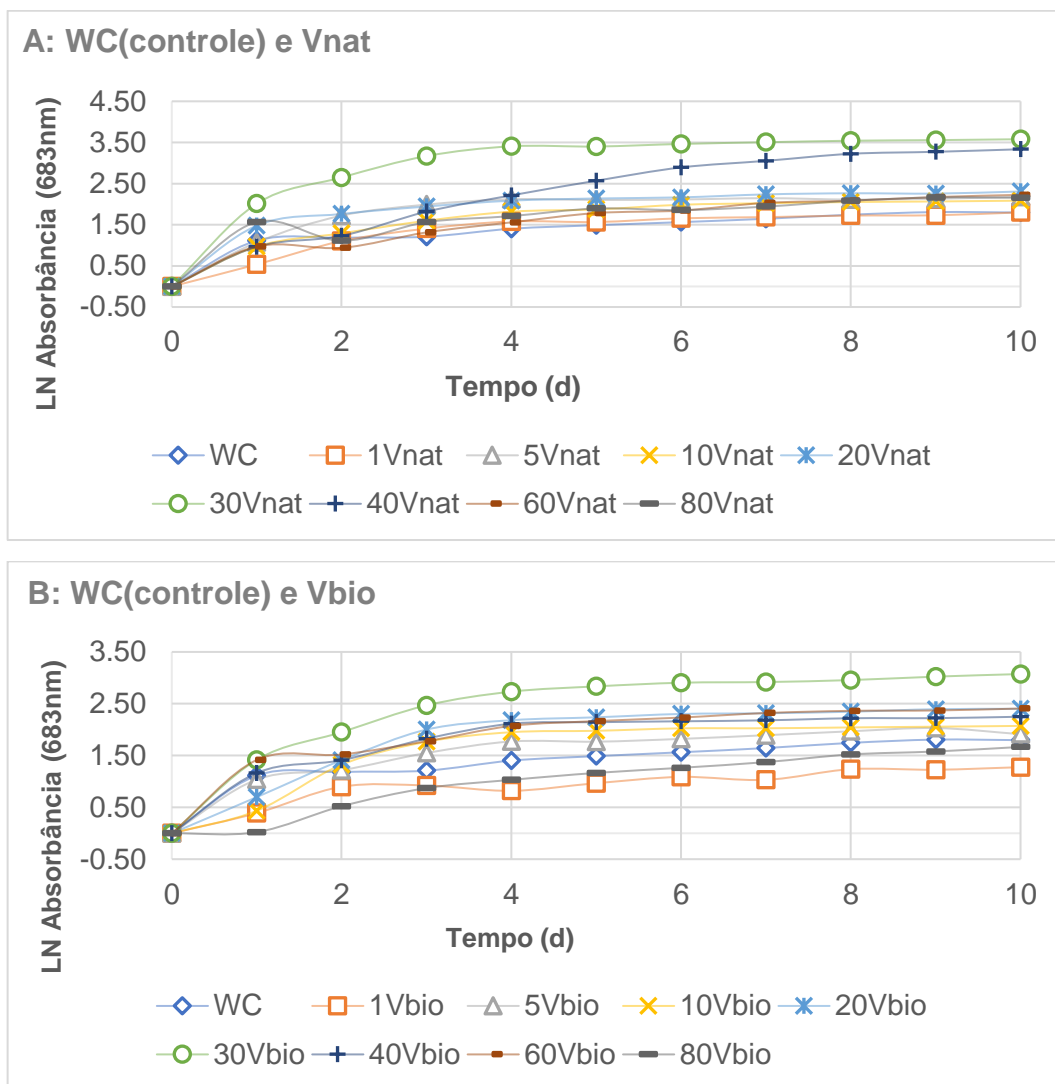 A: WC(controle) e Vnat
LN Absorbância (683nm)
4.50
3.50
2.50
1.50
0.50
-0.50
0 2 4 6 8 10
Tempo (d)
WC 1Vnat 5Vnat 10Vnat 20Vnat
30Vnat 40Vnat 60Vnat 80Vnat
B: WC(controle) e Vbio
LN Absorbância (683nm)
3.50
2.50
1.50
0.50
-0.50
0 2 4 6 8 10
Tempo (d)
WC 1Vbio 5Vbio 10Vbio 20Vbio
30Vbio 40Vbio 60Vbio 80Vbio